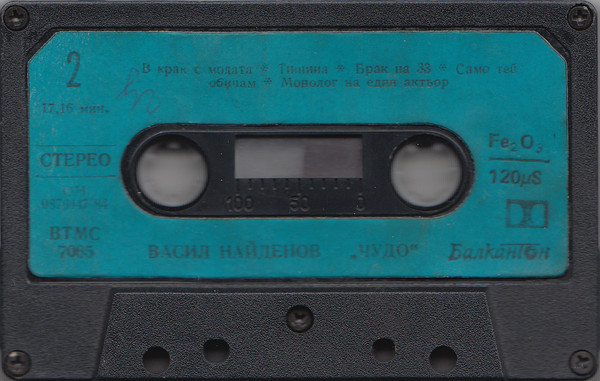 2
В крак с модата * Тишина * Брак на 33 * Само теб
обичам * Монолог на един актьор
17,16 мин.
СТЕРЕО
Fe2O3
120µS
100 50 0
ВТМС
7065
ВАСИЛ НАЙДЕНОВ „ЧУДО“
Балкантон